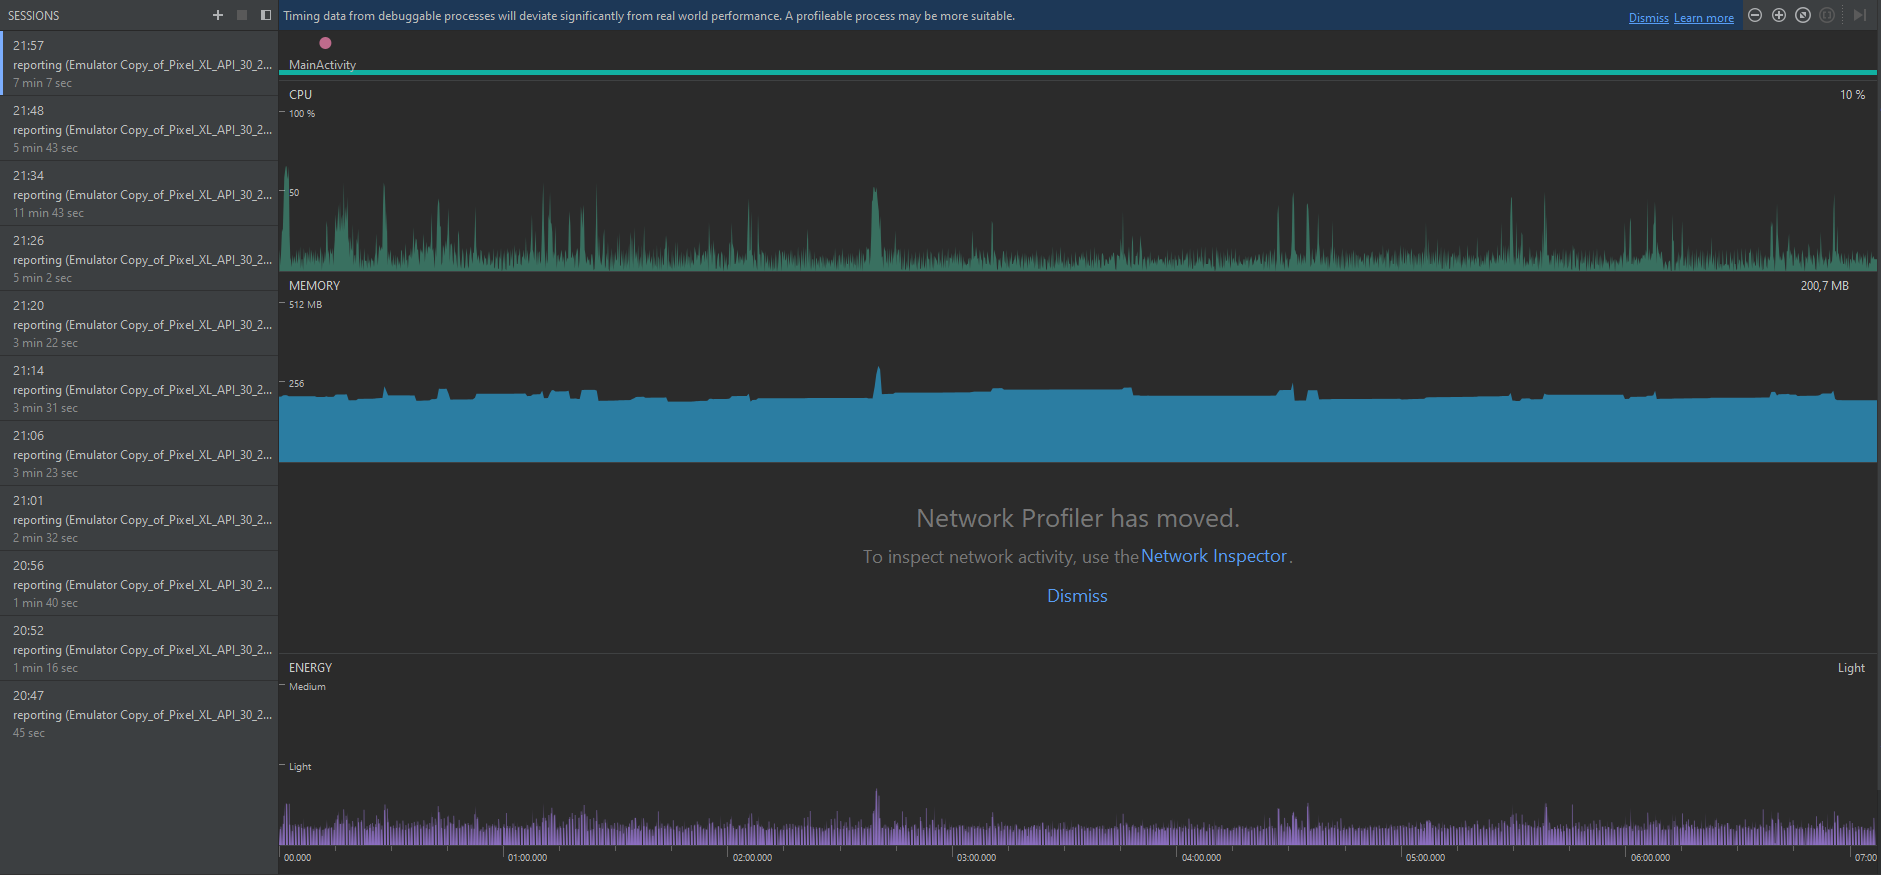 SESSIONS
Timing data from debuggable processes will deviate significantly from real world performance. A profileable process may be more suitable.
Dismiss Learn more
21:57
reporting (Emulator Copy_of_Pixel_XL_API_30_2...
7 min 7 sec
21:48
reporting (Emulator Copy_of_Pixel_XL_API_30_2...
5 min 43 sec
21:34
reporting (Emulator Copy_of_Pixel_XL_API_30_2...
11 min 43 sec
21:26
reporting (Emulator Copy_of_Pixel_XL_API_30_2...
5 min 2 sec
21:20
reporting (Emulator Copy_of_Pixel_XL_API_30_2...
3 min 22 sec
21:14
reporting (Emulator Copy_of_Pixel_XL_API_30_2...
3 min 31 sec
21:06
reporting (Emulator Copy_of_Pixel_XL_API_30_2...
3 min 23 sec
21:01
reporting (Emulator Copy_of_Pixel_XL_API_30_2...
2 min 32 sec
20:56
reporting (Emulator Copy_of_Pixel_XL_API_30_2...
1 min 40 sec
20:52
reporting (Emulator Copy_of_Pixel_XL_API_30_2...
1 min 16 sec
20:47
reporting (Emulator Copy_of_Pixel_XL_API_30_2...
45 sec
MainActivity
CPU
10 %
100 %
50
MEMORY
200,7 MB
512 MB
256
Network Profiler has moved.
To inspect network activity, use the Network Inspector.
Dismiss
ENERGY
Light
Medium
Light
00.000
01:00.000
02:00.000
03:00.000
04:00.000
05:00.000
06:00.000
07:00